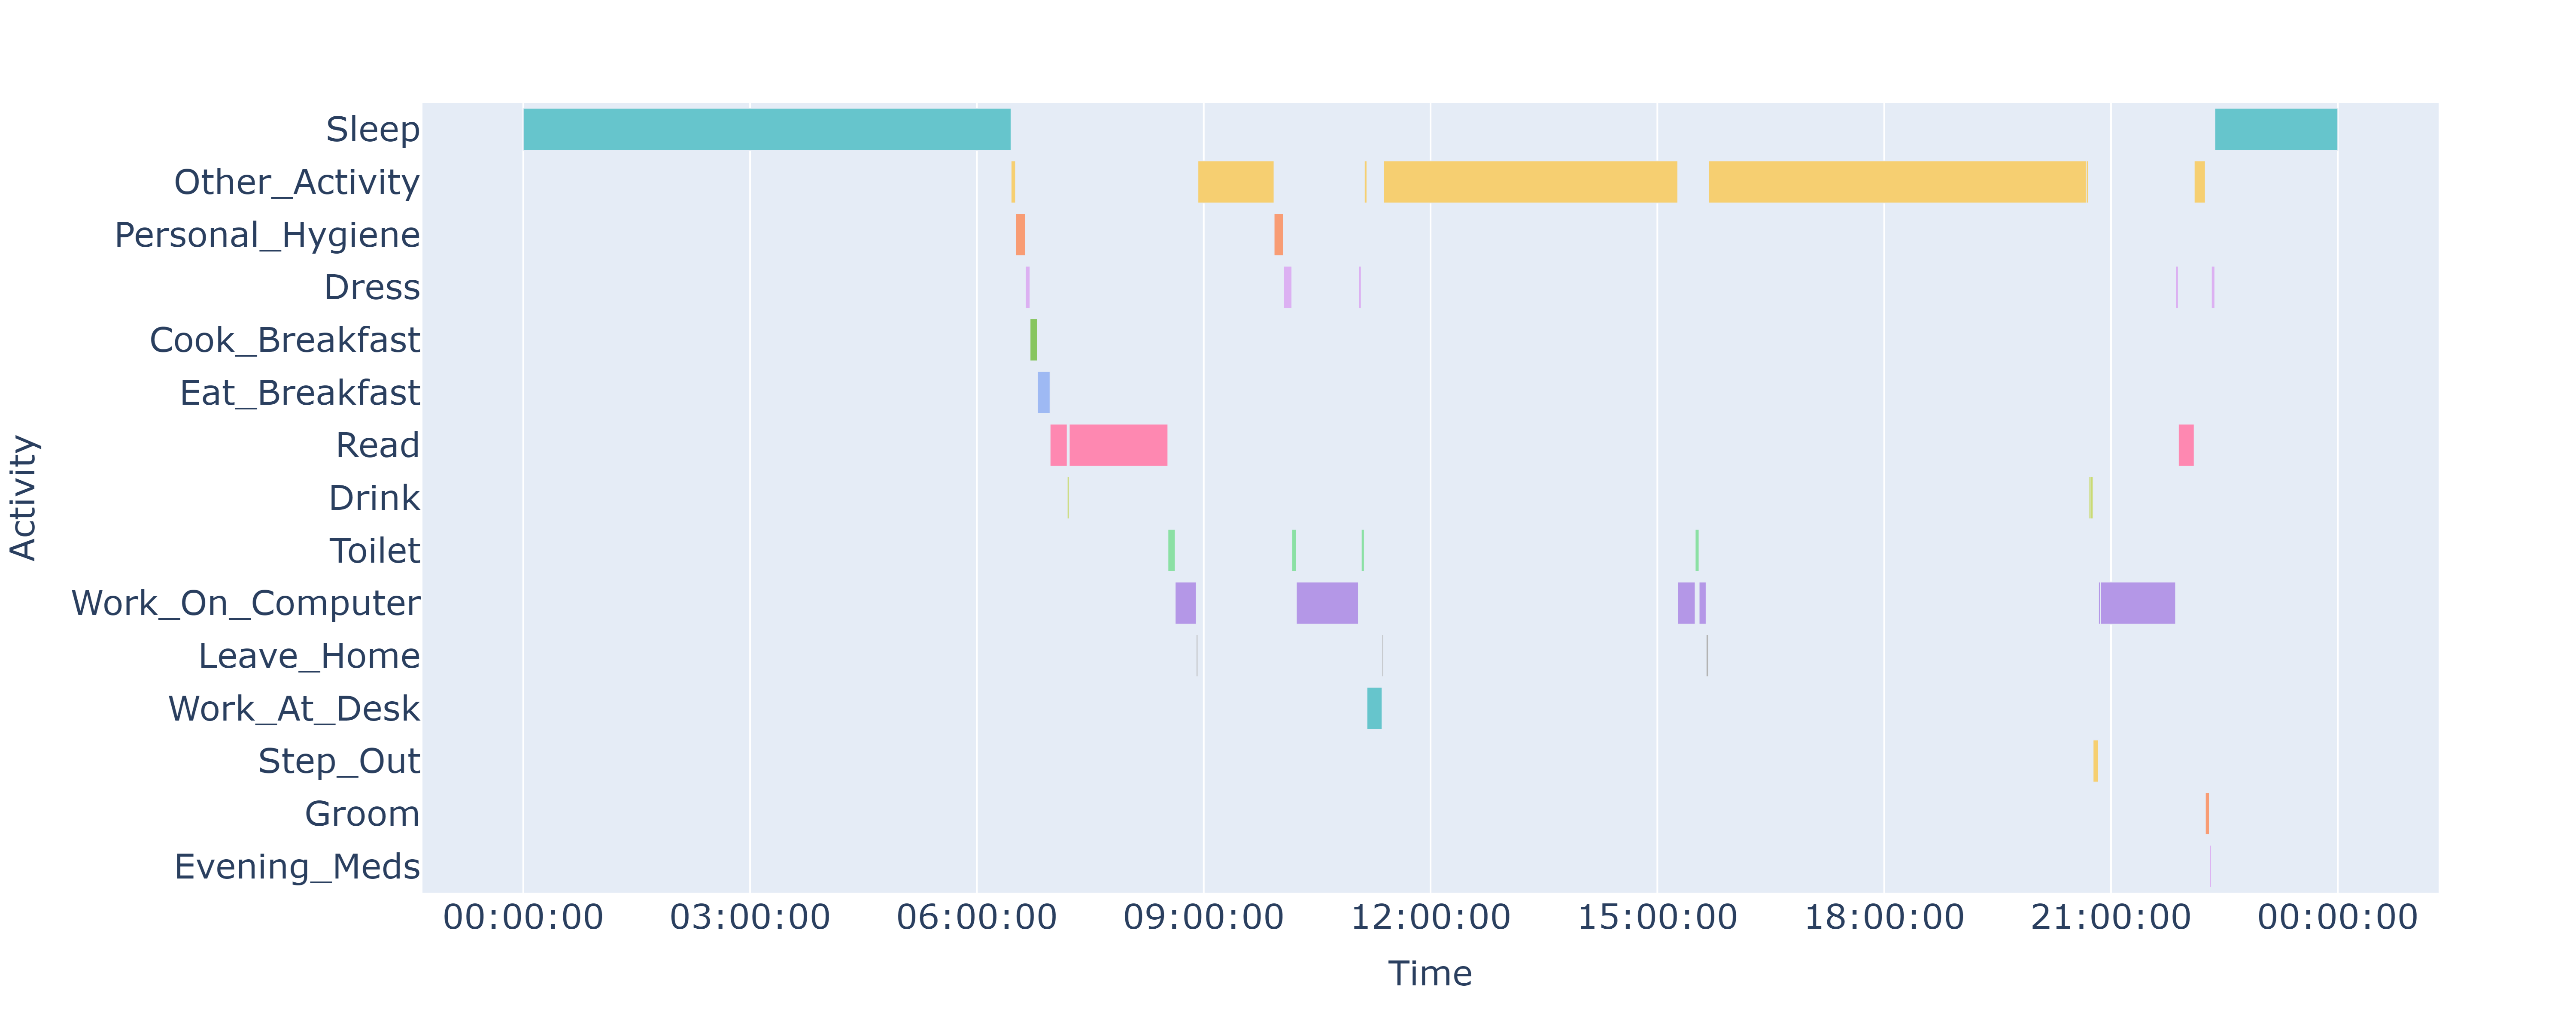 Sleep
Other_Activity
Personal_Hygiene
Dress
Cook_Breakfast
Eat_Breakfast
Read
Drink
Toilet
Work_On_Computer
Leave_Home
Work_At_Desk
Step_Out
Groom
Evening_Meds
Activity
00:00:00 03:00:00 06:00:00 09:00:00 12:00:00 15:00:00 18:00:00 21:00:00 00:00:00
Time